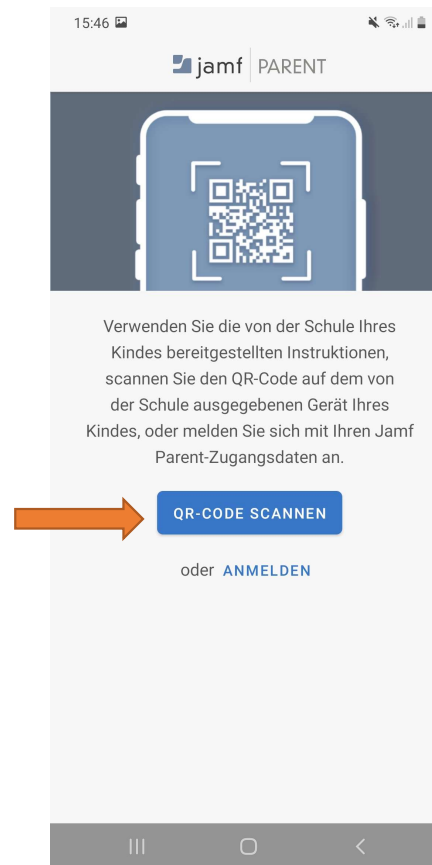 15:46
jamf PARENT
Verwenden Sie die von der Schule Ihres
Kindes bereitgestellten Instruktionen,
scannen Sie den QR-Code auf dem von
der Schule ausgegebenen Gerät Ihres
Kindes, oder melden Sie sich mit Ihren Jamf
Parent-Zugangsdaten an.
QR-CODE SCANNEN
oder ANMELDEN